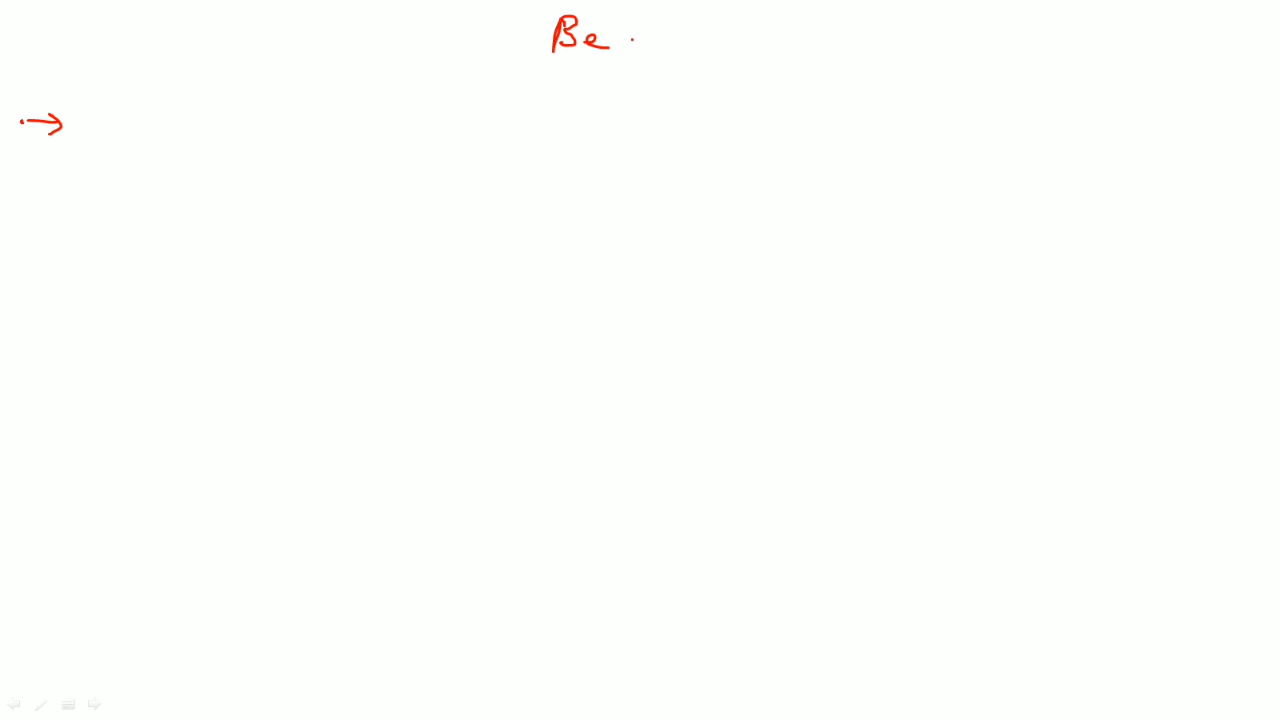 Be .
→